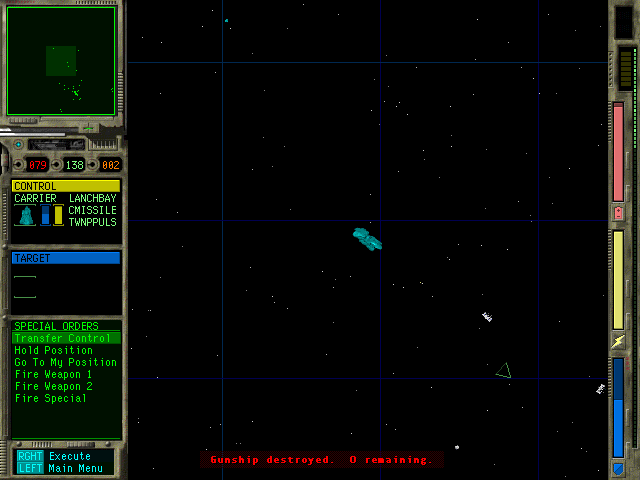 079 138 002
CONTROL
CARRIER LANCHBAY
CMISSILE
TWNPPULS
TARGET
SPECIAL ORDERS
Transfer Control
Hold Position
Go To My Position
Fire Weapon 1
Fire Weapon 2
Fire Special
RGHT Execute
LEFT Main Menu
Gunship destroyed. 0 remaining.